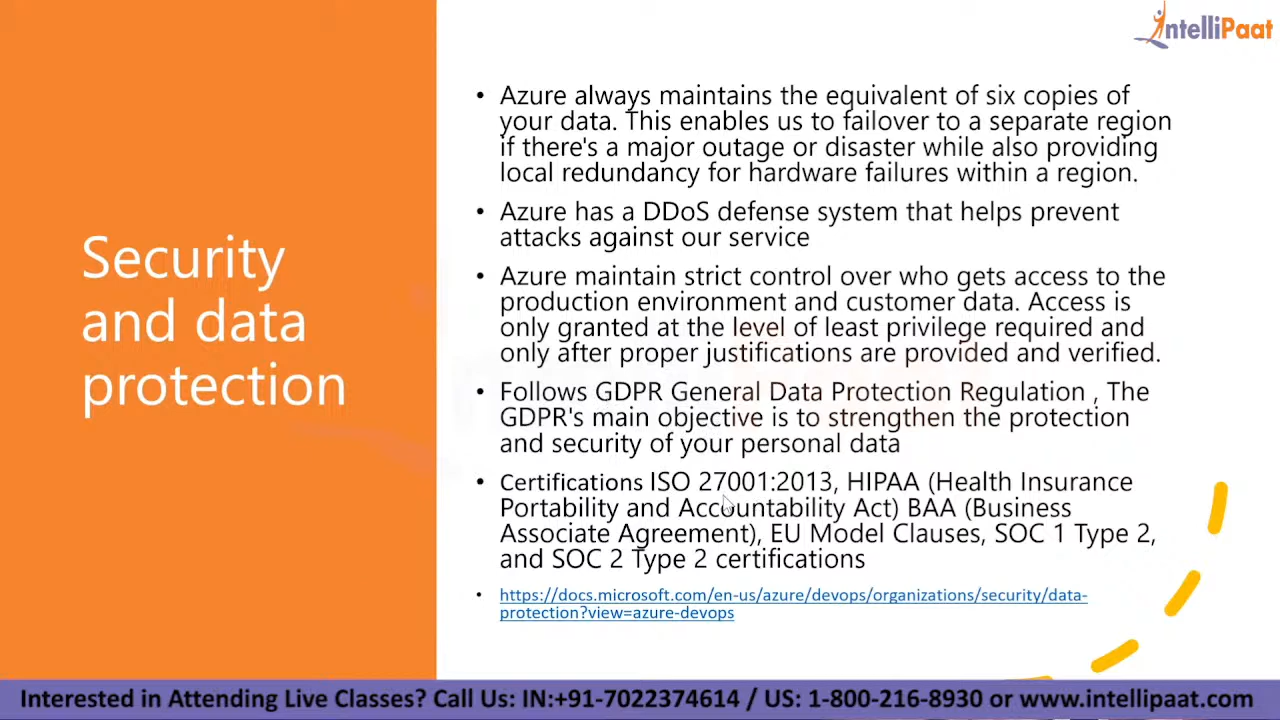 IntelliPaat
Security
and data
protection
• Azure always maintains the equivalent of six copies of
your data. This enables us to failover to a separate region
if there's a major outage or disaster while also providing
local redundancy for hardware failures within a region.
• Azure has a DDoS defense system that helps prevent
attacks against our service
• Azure maintain strict control over who gets access to the
production environment and customer data. Access is
only granted at the level of least privilege required and
only after proper justifications are provided and verified.
• Follows GDPR General Data Protection Regulation , The
GDPR's main objective is to strengthen the protection
and security of your personal data
• Certifications ISO 27001:2013, HIPAA (Health Insurance
Portability and Accountability Act) BAA (Business
Associate Agreement), EU Model Clauses, SOC 1 Type 2,
and SOC 2 Type 2 certifications
• https://docs.microsoft.com/en-us/azure/devops/organizations/security/data-
protection?view=azure-devops
Interested in Attending Live Classes? Call Us: IN:+91-7022374614 / US: 1-800-216-8930 or www.intellipaat.com